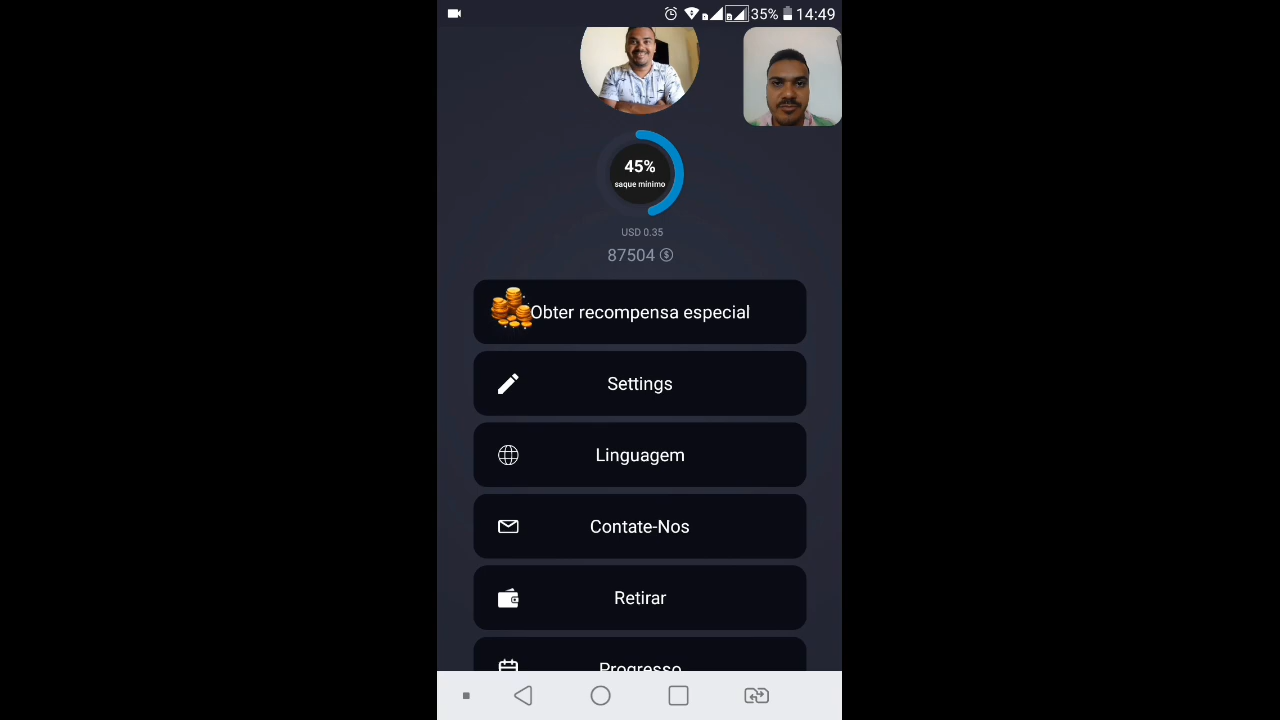 35% 14:49
45%
saque mínimo
USD 0.35
87504
Obter recompensa especial
Settings
Linguagem
Contate-Nos
Retirar
Progresso